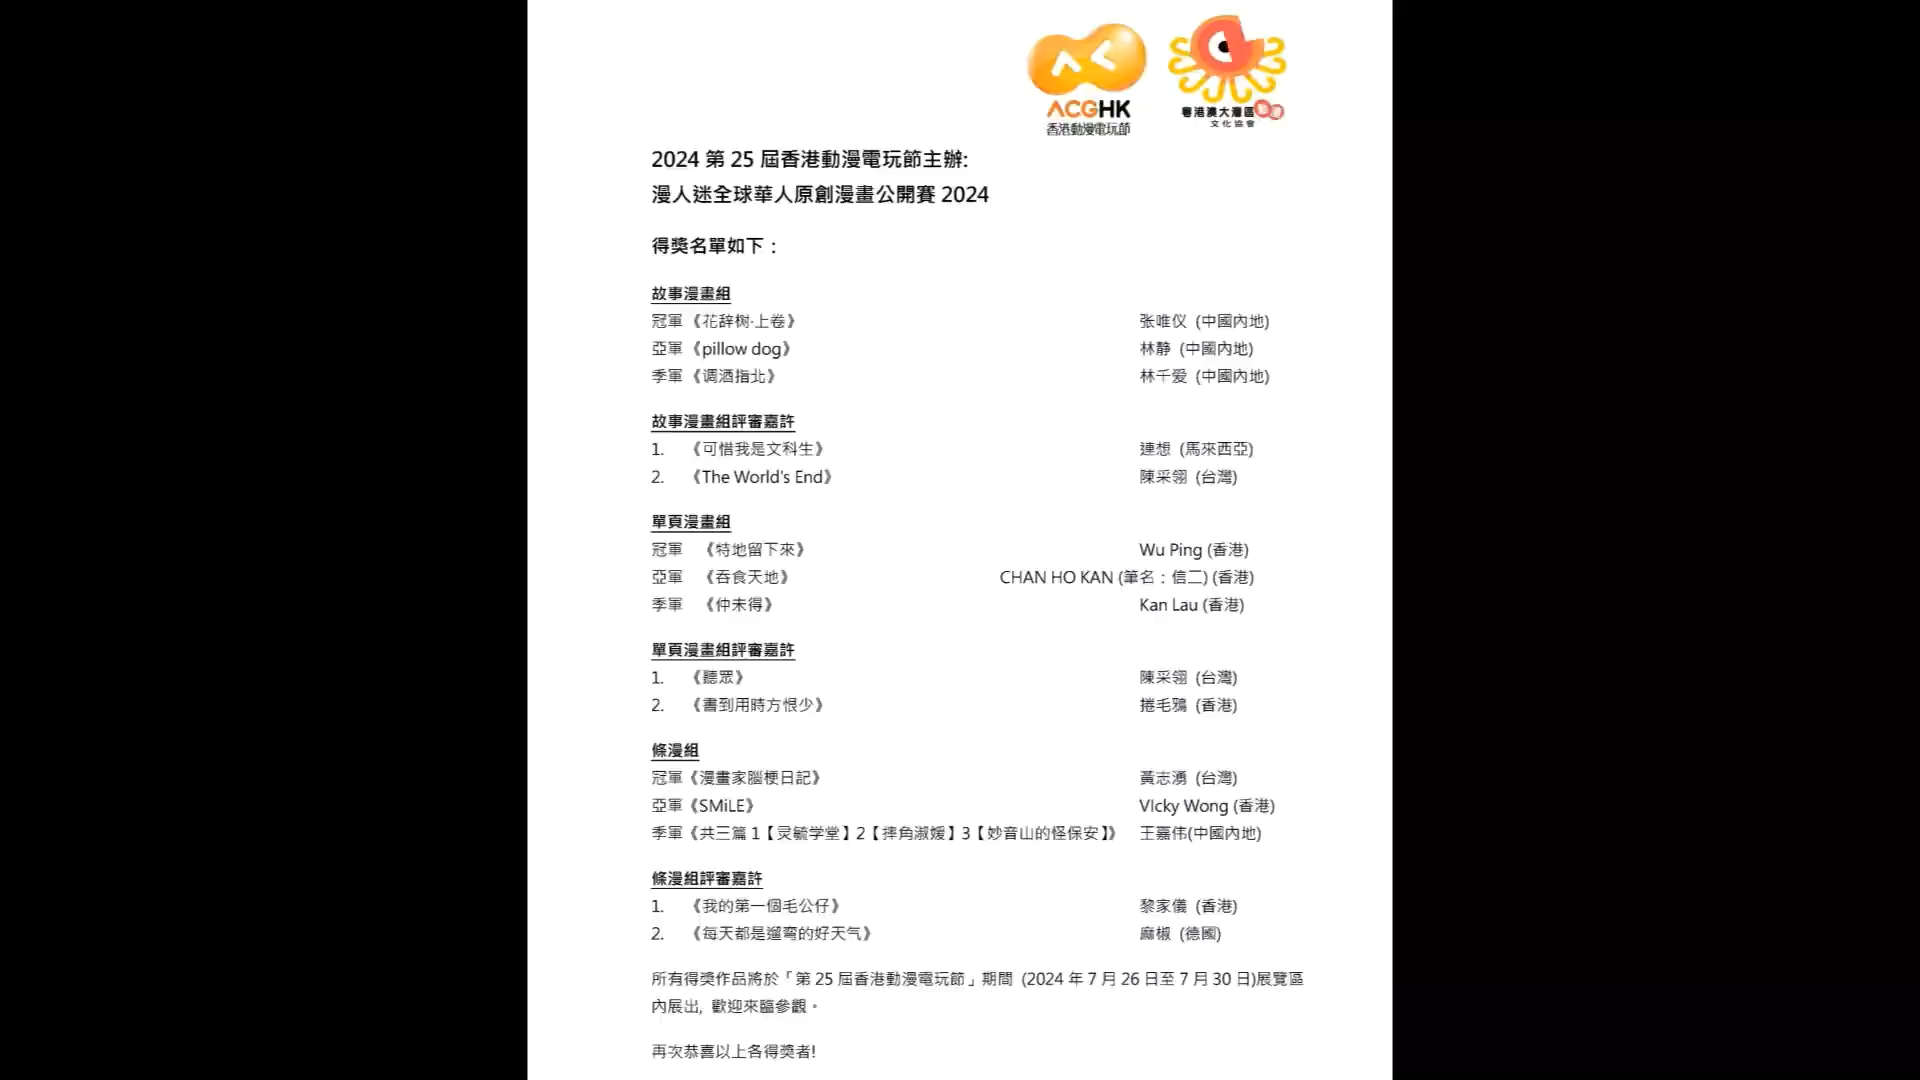 ACGHK
香港動漫電玩節
粵港澳大灣區
文化協會
2024 第 25 屆香港動漫電玩節主辦:
漫人迷全球華人原創漫畫公開賽 2024
得獎名單如下：
故事漫畫組
冠軍《花辞树·上卷》 张唯仪 (中國內地)
亞軍《pillow dog》 林静 (中國內地)
季軍《调酒指北》 林千爱 (中國內地)
故事漫畫組評審嘉許
1. 《可惜我是文科生》 連想 (馬來西亞)
2. 《The World's End》 陳采翎 (台灣)
單頁漫畫組
冠軍 《特地留下來》 Wu Ping (香港)
亞軍 《吞食天地》 CHAN HO KAN (筆名：信二) (香港)
季軍 《仲未得》 Kan Lau (香港)
單頁漫畫組評審嘉許
1. 《聽眾》 陳采翎 (台灣)
2. 《書到用時方恨少》 捲毛鴉 (香港)
條漫組
冠軍《漫畫家腦梗日記》 黃志湧 (台灣)
亞軍《SMiLE》 VIcky Wong (香港)
季軍《共三篇 1【灵毓学堂】2【摔角淑媛】3【妙音山的怪保安】》 王嘉伟(中國內地)
條漫組評審嘉許
1. 《我的第一個毛公仔》 黎家儀 (香港)
2. 《每天都是遛弯的好天气》 麻椒 (德國)
所有得獎作品將於「第 25 屆香港動漫電玩節」期間 (2024 年 7 月 26 日至 7 月 30 日)展覽區
內展出, 歡迎來臨參觀。
再次恭喜以上各得獎者!